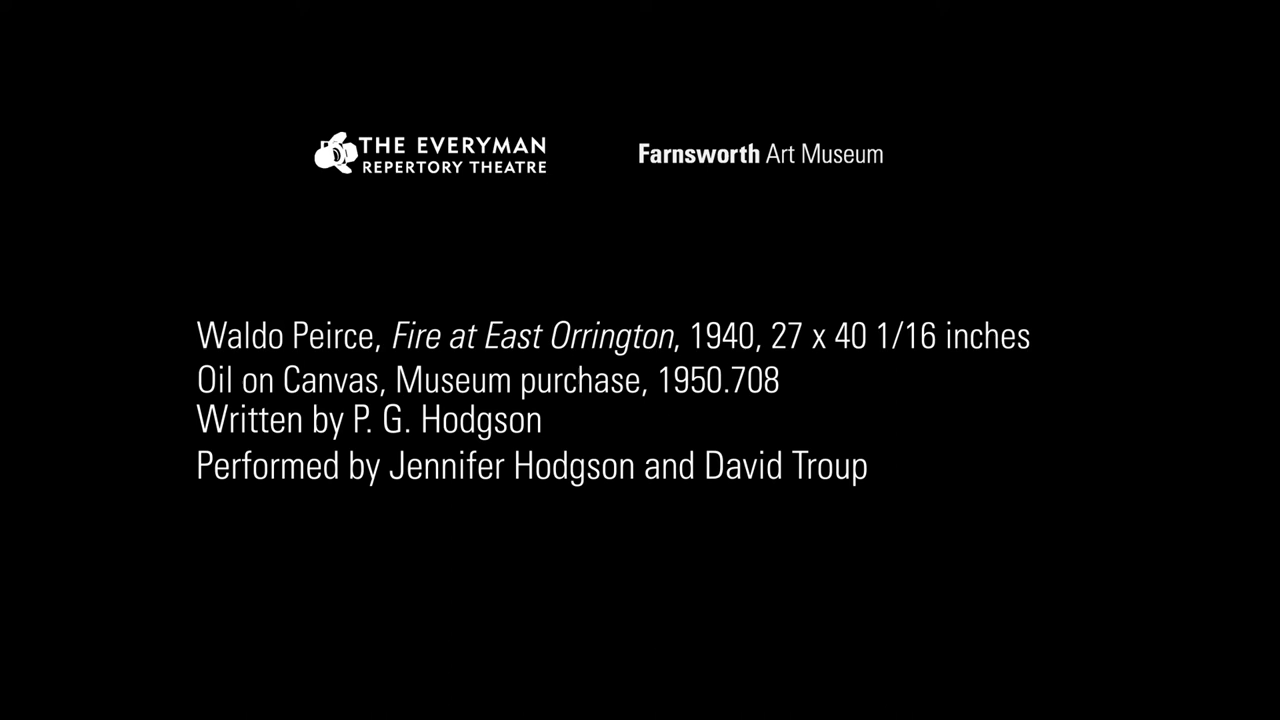 THE EVERYMAN
REPERTORY THEATRE
Farnsworth Art Museum
Waldo Peirce, Fire at East Orrington, 1940, 27 x 40 1/16 inches
Oil on Canvas, Museum purchase, 1950.708
Written by P. G. Hodgson
Performed by Jennifer Hodgson and David Troup